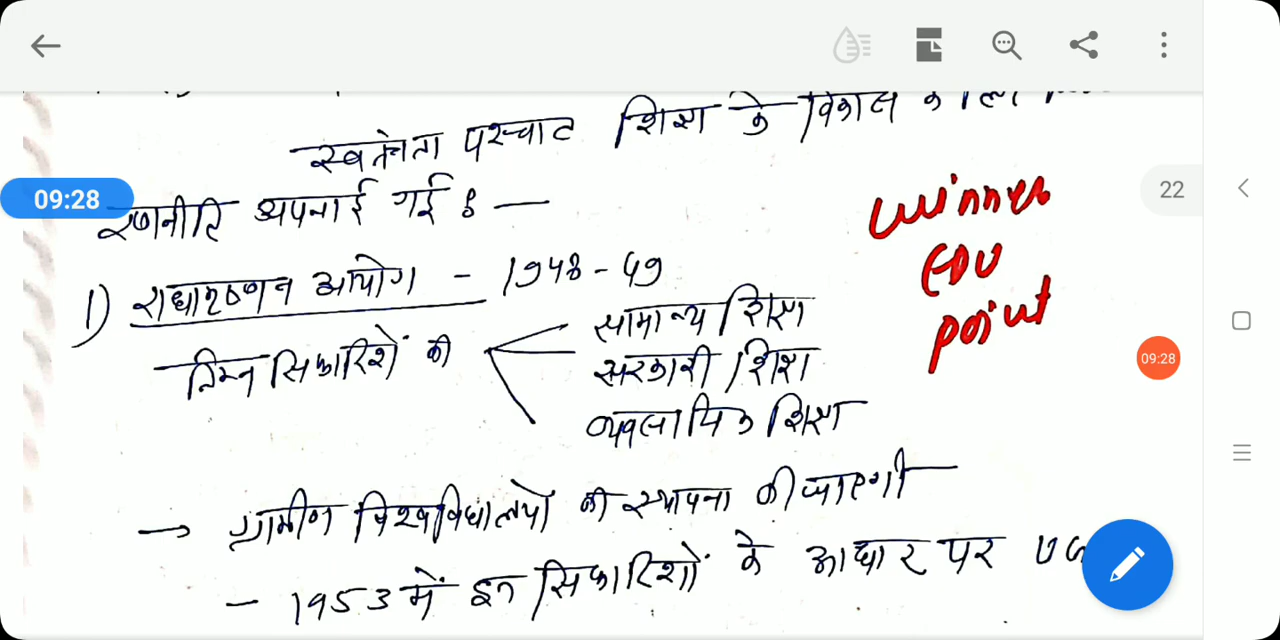 स्वतंत्रता पश्चात शिक्षा के विकास के लिए
22
09:28
रणनीति अपनाई गई है —
winner
EDU
point
1) राधाकृष्णन आयोग - 1948-49
निम्न सिफारिशें की
सामान्य शिक्षा
सरकारी शिक्षा
व्यवसायिक शिक्षा
09:28
→ ग्रामीण विश्वविद्यालयों की स्थापना की जाएगी
- 1953 में इन सिफारिशों के आधार पर